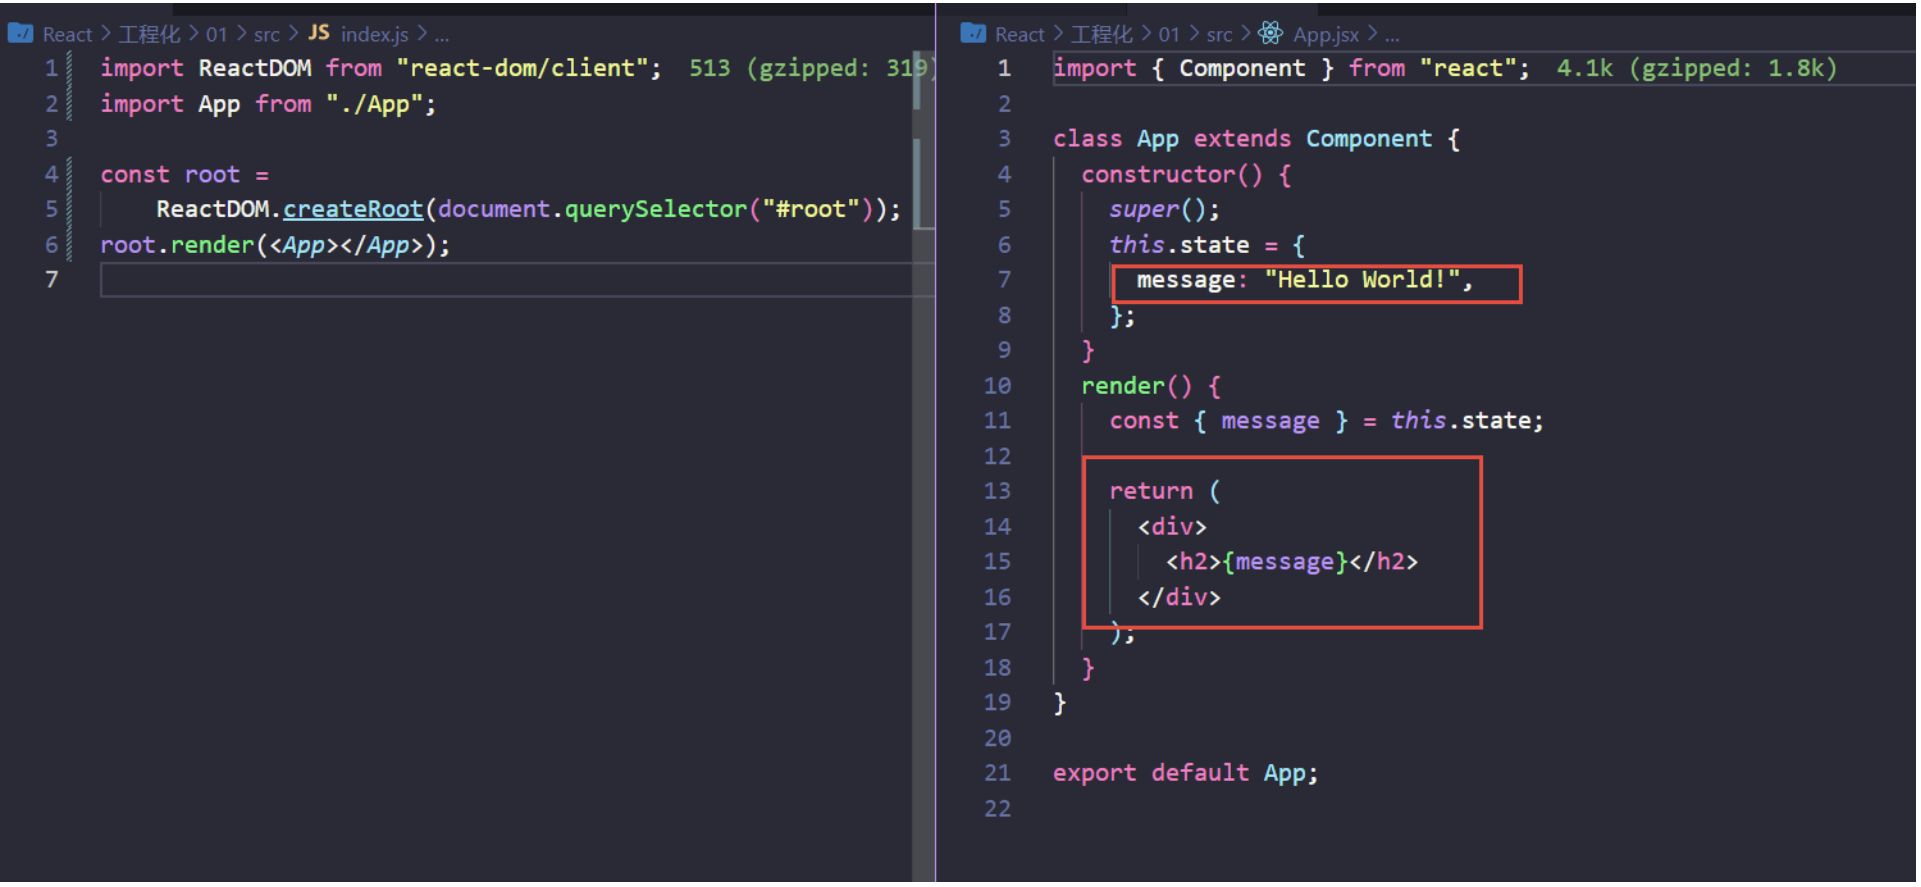 React > 工程化 > 01 > src > JS index.js > ...
1 import ReactDOM from "react-dom/client"; 513 (gzipped: 319)
2 import App from "./App";
3
4 const root =
5 ReactDOM.createRoot(document.querySelector("#root"));
6 root.render(<App></App>);
7
React > 工程化 > 01 > src > App.jsx > ...
1 import { Component } from "react"; 4.1k (gzipped: 1.8k)
2
3 class App extends Component {
4 constructor() {
5 super();
6 this.state = {
7 message: "Hello World!",
8 };
9 }
10 render() {
11 const { message } = this.state;
12
13 return (
14 <div>
15 <h2>{message}</h2>
16 </div>
17 );
18 }
19 }
20
21 export default App;
22